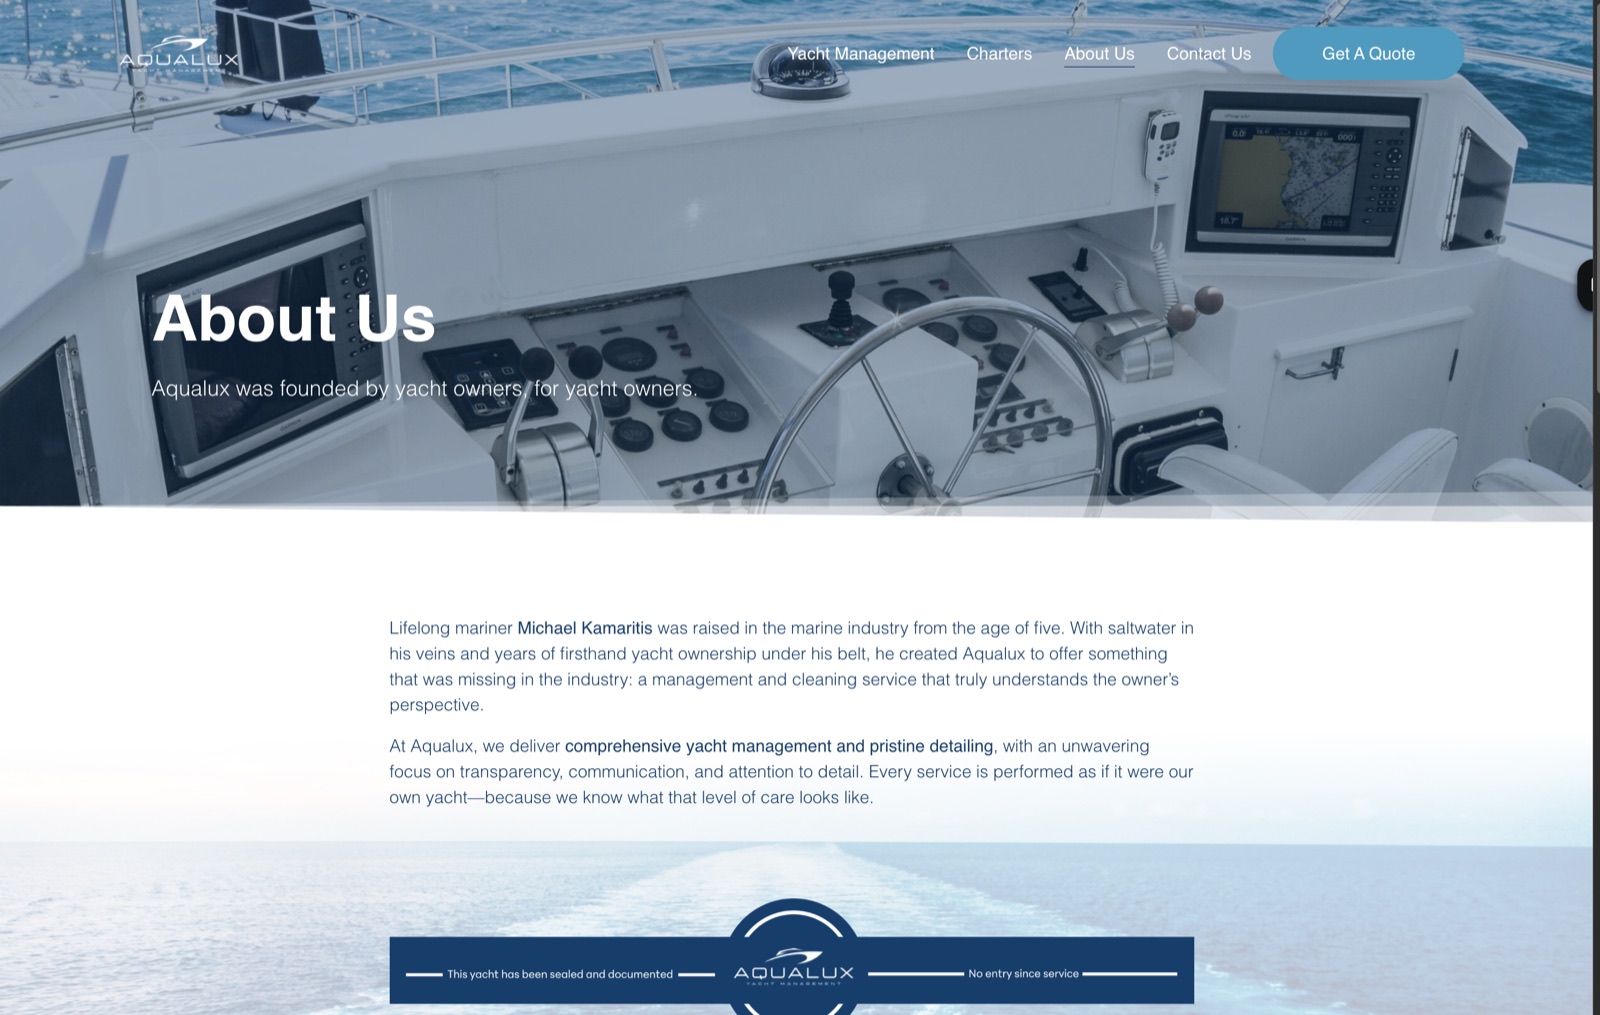 AQUALUX
YACHT MANAGEMENT
Yacht Management
Charters
About Us
Contact Us
Get A Quote
About Us
Aqualux was founded by yacht owners, for yacht owners.
Lifelong mariner Michael Kamaritis was raised in the marine industry from the age of five. With saltwater in
his veins and years of firsthand yacht ownership under his belt, he created Aqualux to offer something
that was missing in the industry: a management and cleaning service that truly understands the owner’s
perspective.
At Aqualux, we deliver comprehensive yacht management and pristine detailing, with an unwavering
focus on transparency, communication, and attention to detail. Every service is performed as if it were our
own yacht—because we know what that level of care looks like.
This yacht has been sealed and documented
AQUALUX
YACHT MANAGEMENT
No entry since service